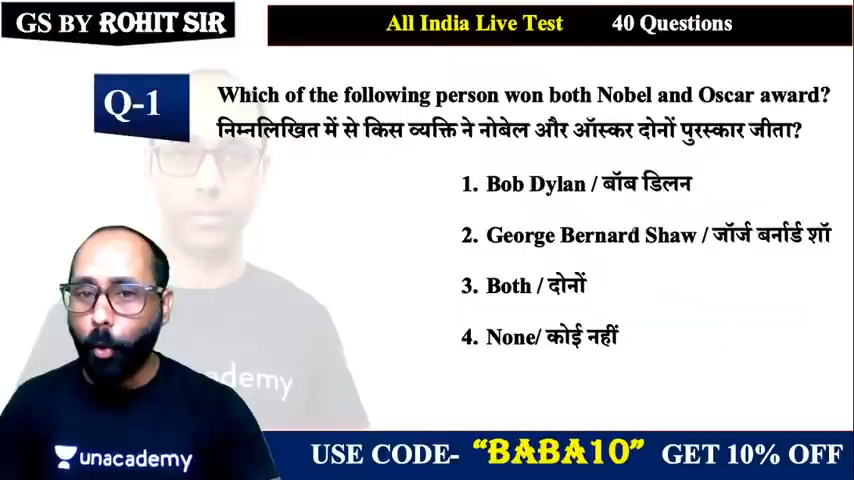 GS BY ROHIT SIR
All India Live Test 40 Questions
Q-1
Which of the following person won both Nobel and Oscar award?
निम्नलिखित में से किस व्यक्ति ने नोबेल और ऑस्कर दोनों पुरस्कार जीता?
1. Bob Dylan / बॉब डिलन
2. George Bernard Shaw / जॉर्ज बर्नार्ड शॉ
3. Both / दोनों
4. None/ कोई नहीं
ademy
unacademy
USE CODE- “BABA10” GET 10% OFF